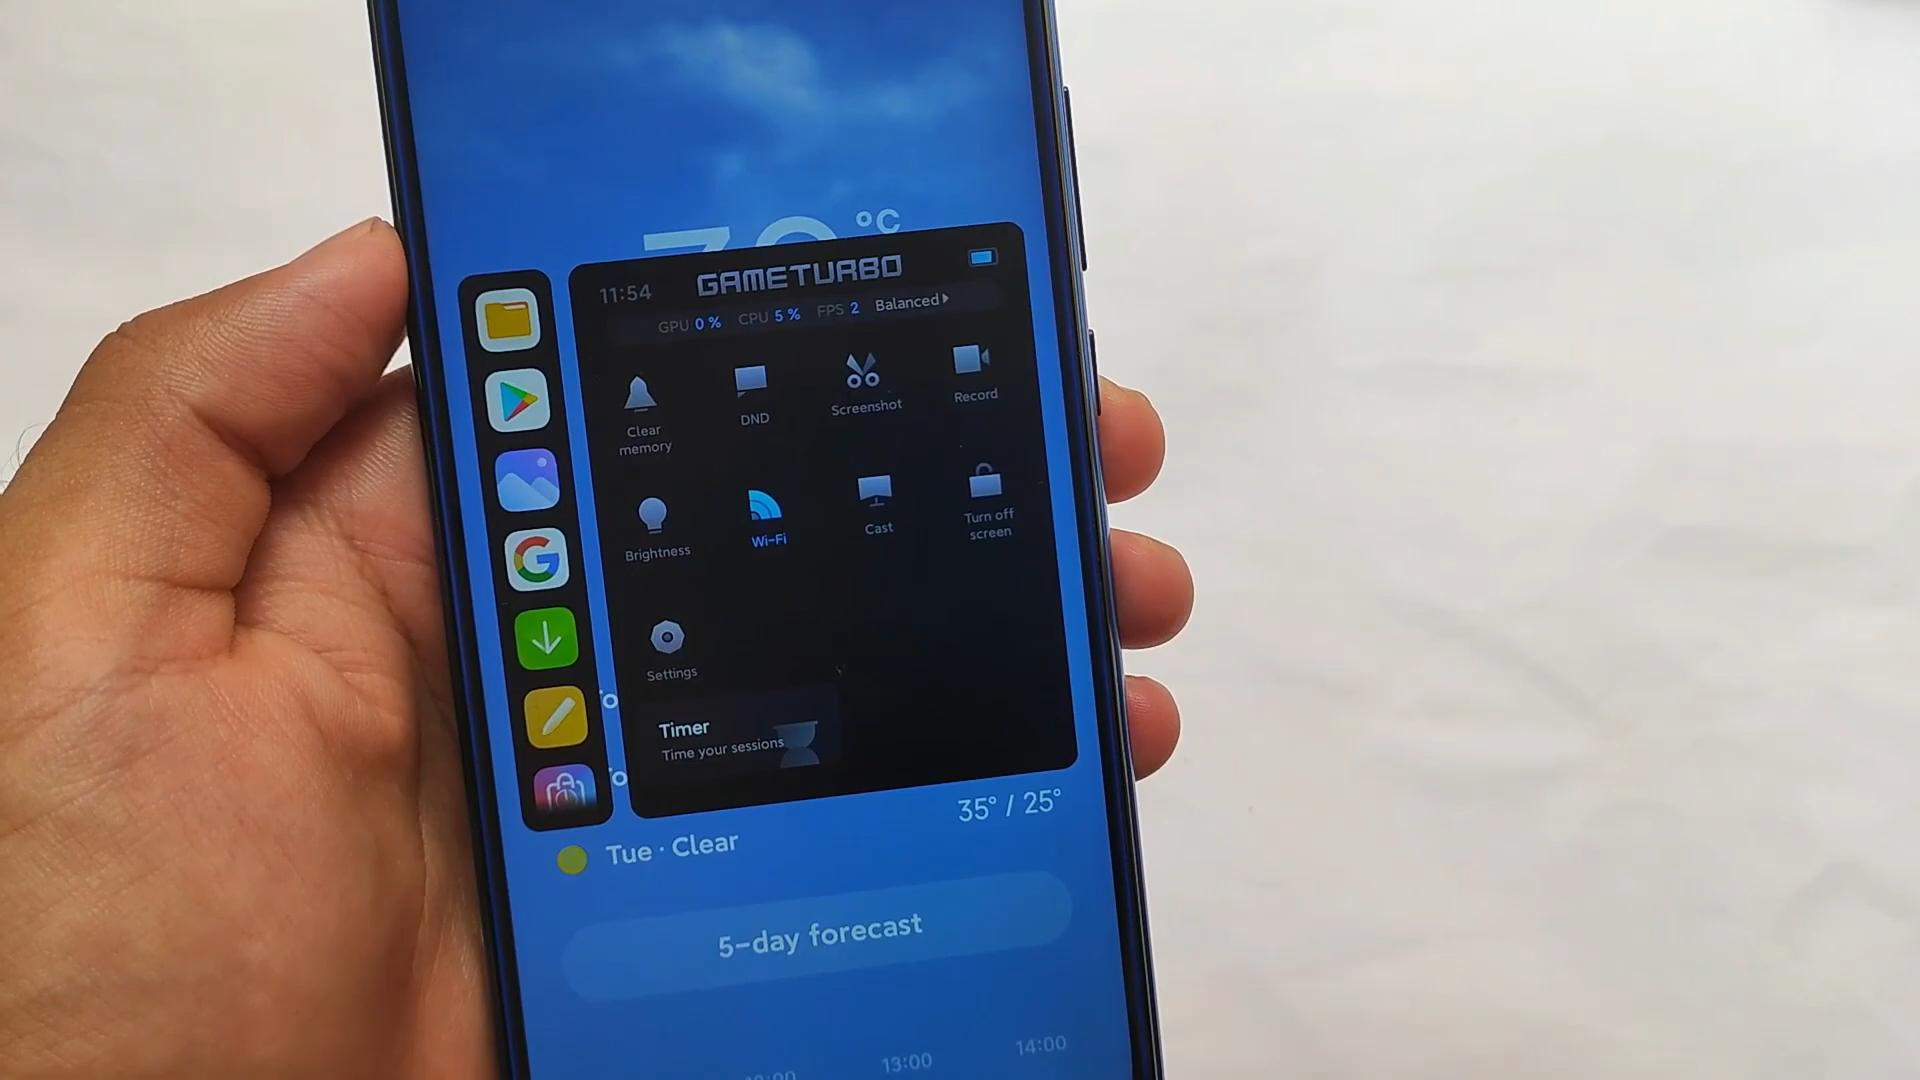 °C
11:54 GAMETURBO
GPU 0 % CPU 5 % FPS 2 Balanced
Clear memory
DND
Screenshot
Record
Brightness
Wi-Fi
Cast
Turn off screen
Settings
Timer
Time your sessions
35° / 25°
Tue · Clear
5-day forecast
13:00
14:00